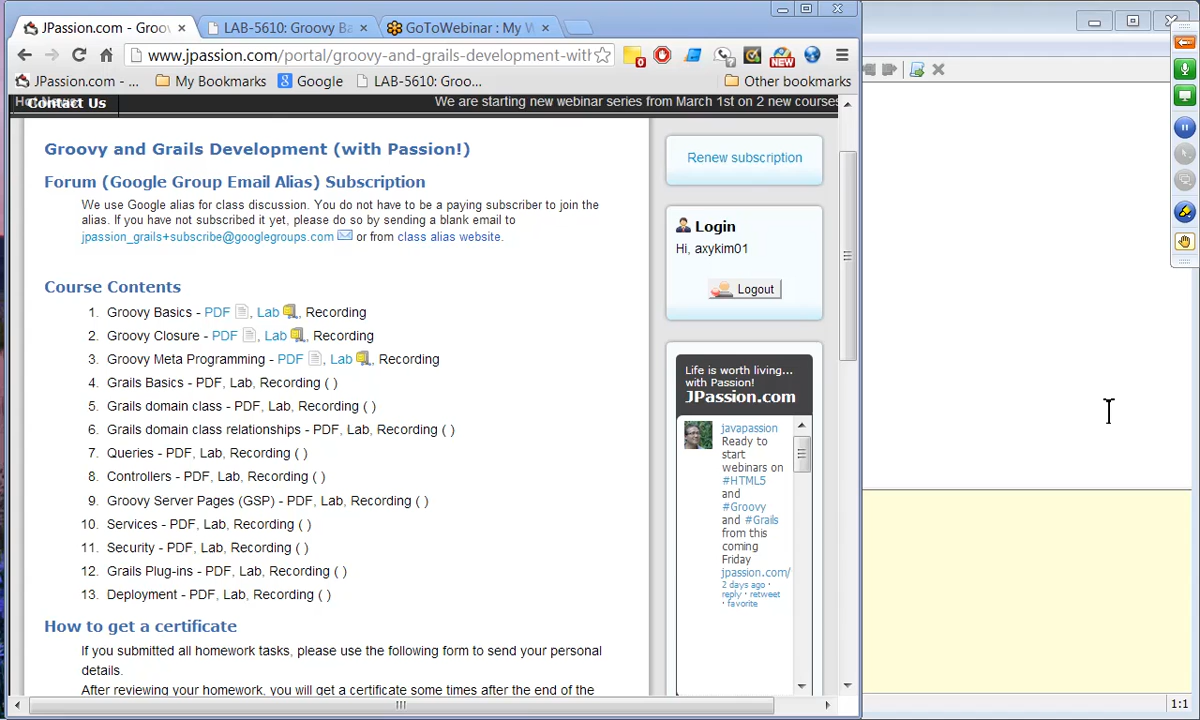 JPassion.com - Groov
LAB-5610: Groovy Ba
GoToWebinar : My W
www.jpassion.com/portal/groovy-and-grails-development-with
JPassion.com - ...
My Bookmarks
Google
LAB-5610: Groo...
Other bookmarks
Contact Us
We are starting new webinar series from March 1st on 2 new courses
Groovy and Grails Development (with Passion!)
Forum (Google Group Email Alias) Subscription
We use Google alias for class discussion. You do not have to be a paying subscriber to join the
alias. If you have not subscribed it yet, please do so by sending a blank email to
jpassion_grails+subscribe@googlegroups.com or from class alias website.
Course Contents
1. Groovy Basics - PDF , Lab , Recording
2. Groovy Closure - PDF , Lab , Recording
3. Groovy Meta Programming - PDF , Lab , Recording
4. Grails Basics - PDF, Lab, Recording ( )
5. Grails domain class - PDF, Lab, Recording ( )
6. Grails domain class relationships - PDF, Lab, Recording ( )
7. Queries - PDF, Lab, Recording ( )
8. Controllers - PDF, Lab, Recording ( )
9. Groovy Server Pages (GSP) - PDF, Lab, Recording ( )
10. Services - PDF, Lab, Recording ( )
11. Security - PDF, Lab, Recording ( )
12. Grails Plug-ins - PDF, Lab, Recording ( )
13. Deployment - PDF, Lab, Recording ( )
How to get a certificate
If you submitted all homework tasks, please use the following form to send your personal
details.
After reviewing your homework, you will get a certificate some times after the end of the
Renew subscription
Login
Hi, axykim01
Logout
Life is worth living...
with Passion!
JPassion.com
javapassion
Ready to
start
webinars on
#HTML5
and
#Groovy
and #Grails
from this
coming
Friday
jpassion.com/
2 days ago ·
reply · retweet
· favorite
0
NEW
1:1